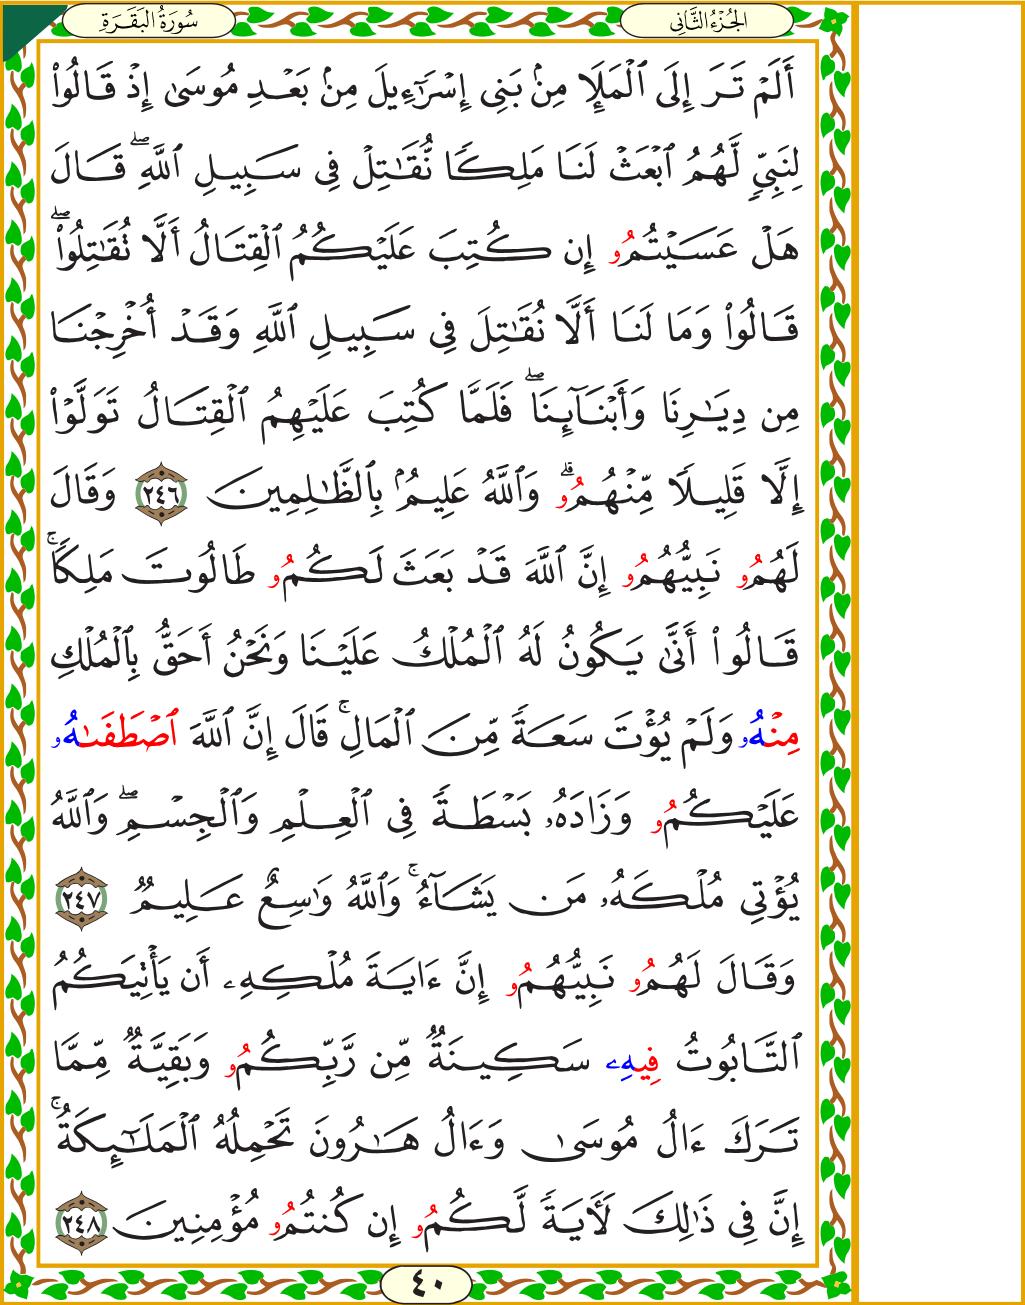 الجُزْءُ الثَّانِي
سُورَةُ البَقَرَةِ
أَلَمۡ تَرَ إِلَى ٱلۡمَلَإِ مِنۢ بَنِي إِسۡرَٰٓءِيلَ مِنۢ بَعۡدِ مُوسَىٰ إِذۡ قَالُواْ
لِنَبِيّٖ لَّهُمُ ٱبۡعَثۡ لَنَا مَلِكٗا نُّقَٰتِلۡ فِي سَبِيلِ ٱللَّهِۖ قَالَ
هَلۡ عَسَيۡتُمُۥ إِن كُتِبَ عَلَيۡكُمُ ٱلۡقِتَالُ أَلَّا تُقَٰتِلُواْۖ
قَالُواْ وَمَا لَنَا أَلَّا نُقَٰتِلَ فِي سَبِيلِ ٱللَّهِ وَقَدۡ أُخۡرِجۡنَا
مِن دِيَٰرِنَا وَأَبۡنَآئِنَاۖ فَلَمَّا كُتِبَ عَلَيۡهِمُ ٱلۡقِتَالُ تَوَلَّوۡاْ
إِلَّا قَلِيلٗا مِّنۡهُمُۥۗ وَٱللَّهُ عَلِيمُۢ بِٱلظَّٰلِمِينَ ٢٤٦ وَقَالَ
لَهُمُۥ نَبِيُّهُمُۥ إِنَّ ٱللَّهَ قَدۡ بَعَثَ لَكُمُۥ طَالُوتَ مَلِكٗاۚ
قَالُواْ أَنَّىٰ يَكُونُ لَهُ ٱلۡمُلۡكُ عَلَيۡنَا وَنَحۡنُ أَحَقُّ بِٱلۡمُلۡكِ
مِنۡهُۥ وَلَمۡ يُؤۡتَ سَعَةٗ مِّنَ ٱلۡمَالِۚ قَالَ إِنَّ ٱللَّهَ ٱصۡطَفَىٰهُۥ
عَلَيۡكُمُۥ وَزَادَهُۥ بَسۡطَةٗ فِي ٱلۡعِلۡمِ وَٱلۡجِسۡمِۖ وَٱللَّهُ
يُؤۡتِي مُلۡكَهُۥ مَن يَشَآءُۚ وَٱللَّهُ وَٰسِعٌ عَلِيمٞ ٢٤٧
وَقَالَ لَهُمُۥ نَبِيُّهُمُۥ إِنَّ ءَايَةَ مُلۡكِهِۦ أَن يَأۡتِيَكُمُ
ٱلتَّابُوتُ فِيهِۦ سَكِينَةٞ مِّن رَّبِّكُمُۥ وَبَقِيَّةٞ مِّمَّا
تَرَكَ ءَالُ مُوسَىٰ وَءَالُ هَٰرُونَ تَحۡمِلُهُ ٱلۡمَلَٰٓئِكَةُۚ
إِنَّ فِي ذَٰلِكَ لَأٓيَةٗ لَّكُمُۥ إِن كُنتُمُۥ مُؤۡمِنِينَ ٢٤٨
٤٠